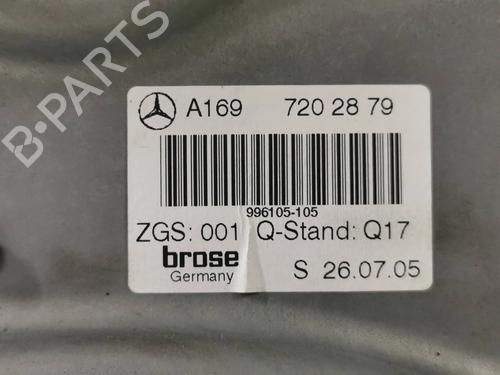 B-PARTS
A169 720 28 79
996105-105
ZGS: 001 Q-Stand: Q17
brose
Germany
S 26.07.05